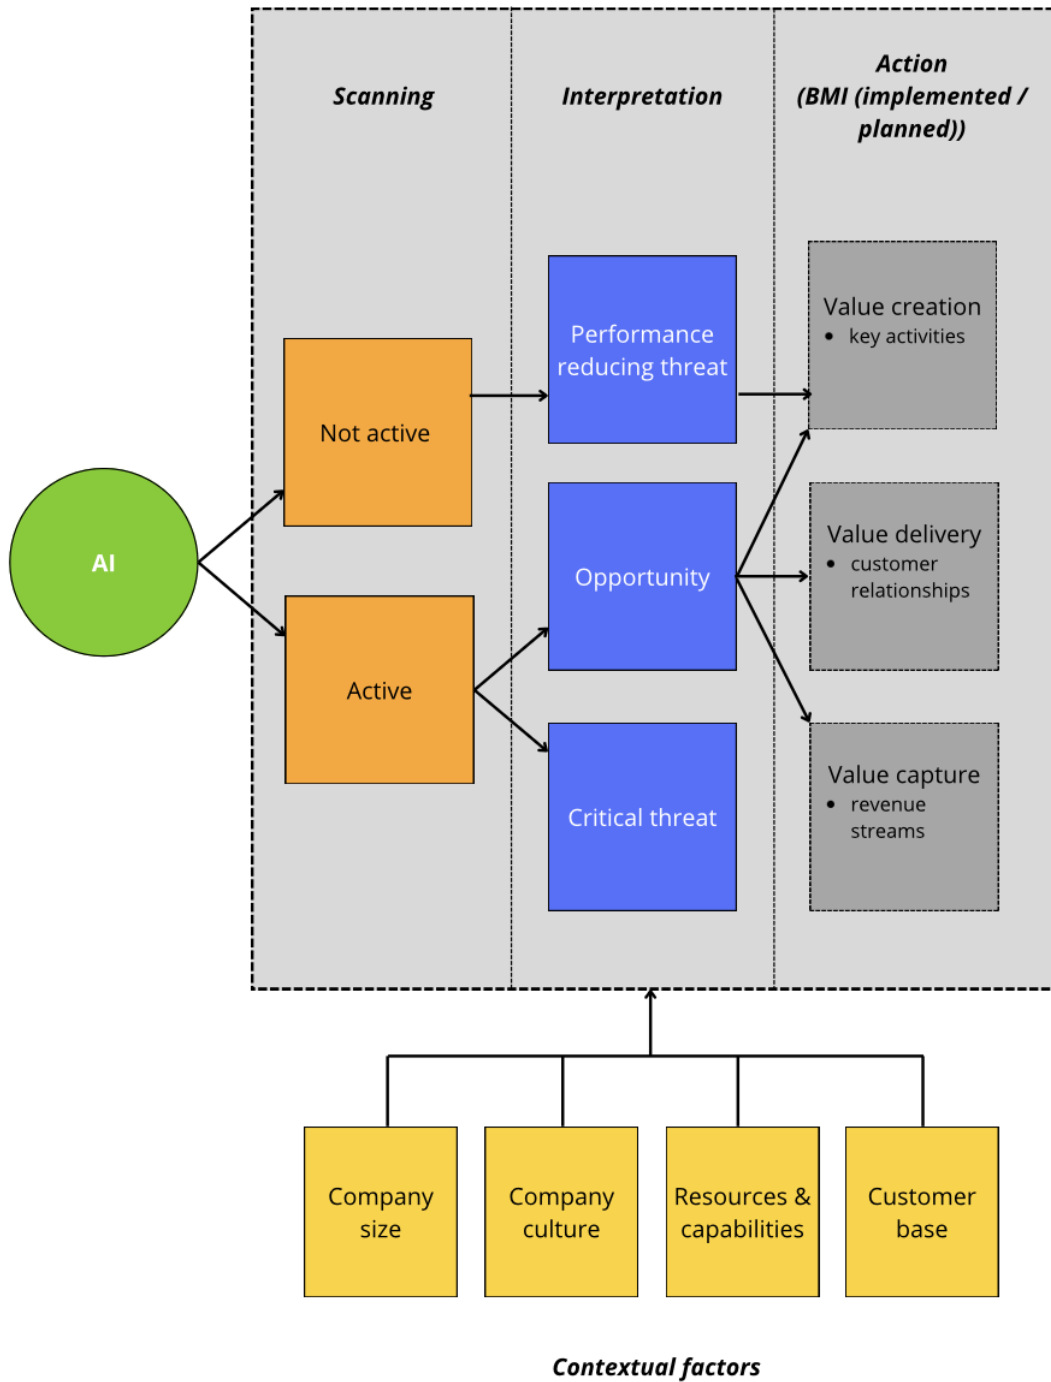 Scanning
Interpretation
Action
(BMI (implemented /
planned))
AI
Not active
Active
Performance
reducing threat
Opportunity
Critical threat
Value creation
• key activities
Value delivery
• customer
relationships
Value capture
• revenue
streams
Company
size
Company
culture
Resources &
capabilities
Customer
base
Contextual factors